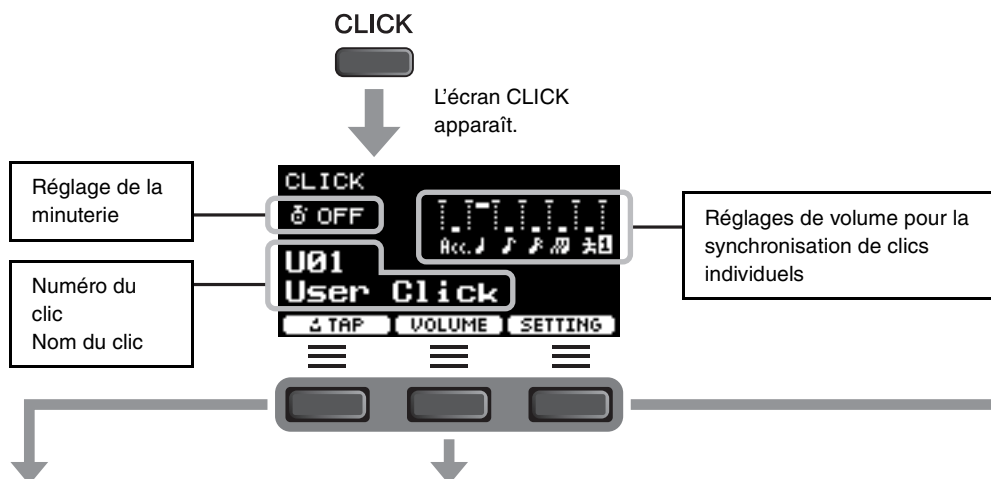 CLICK
L'écran CLICK
apparaît.
Réglage de la
minuterie
CLICK
OFF
Acc.
1
Réglages de volume pour la
synchronisation de clics
individuels
Numéro du
clic
Nom du clic
U01
User Click
TAP
VOLUME
SETTING